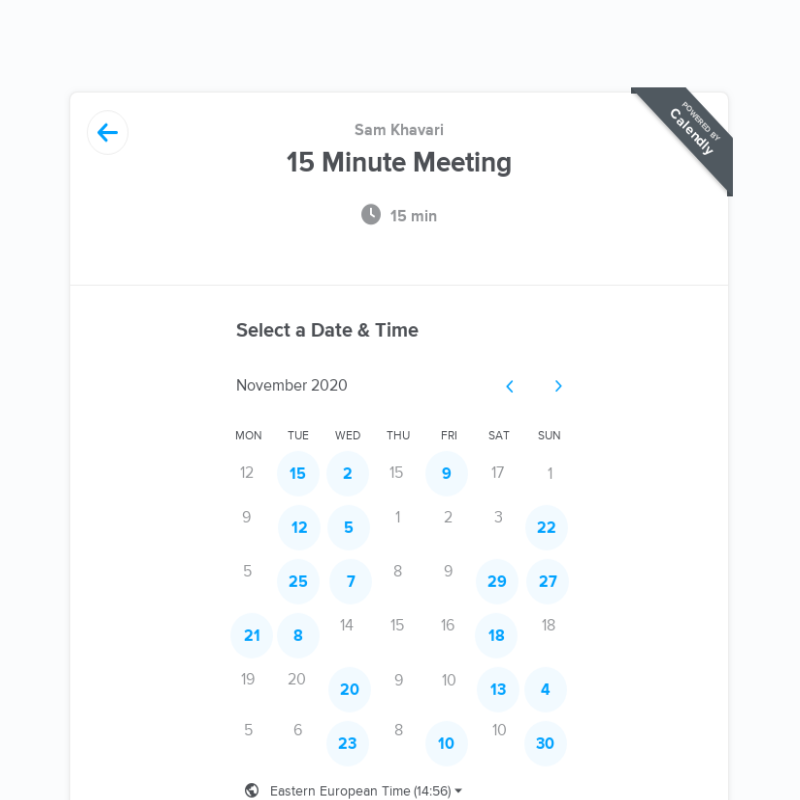 Sam Khavari
POWERED BY
Calendly
15 Minute Meeting
15 min
Select a Date & Time
November 2020
MON TUE WED THU FRI SAT SUN
12 15 2 15 9 17 1
9 12 5 1 2 3 22
5 25 7 8 9 29 27
21 8 14 15 16 18 18
19 20 20 9 10 13 4
5 6 23 8 10 10 30
Eastern European Time (14:56)